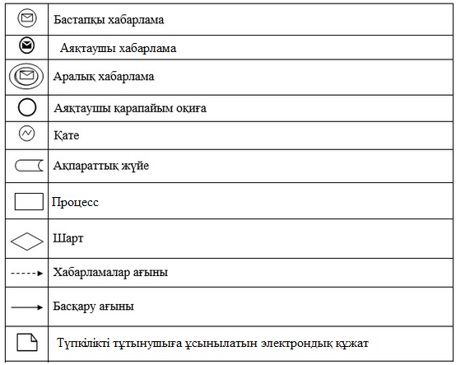 Бастапқы хабарлама
Аяқтаушы хабарлама
Аралық хабарлама
Аяқтаушы қарапайым оқиға
Қате
Ақпараттық жүйе
Процесс
Шарт
Хабарламалар ағыны
Басқару ағыны
Түпкілікті тұтынушыға ұсынылатын электрондық құжат